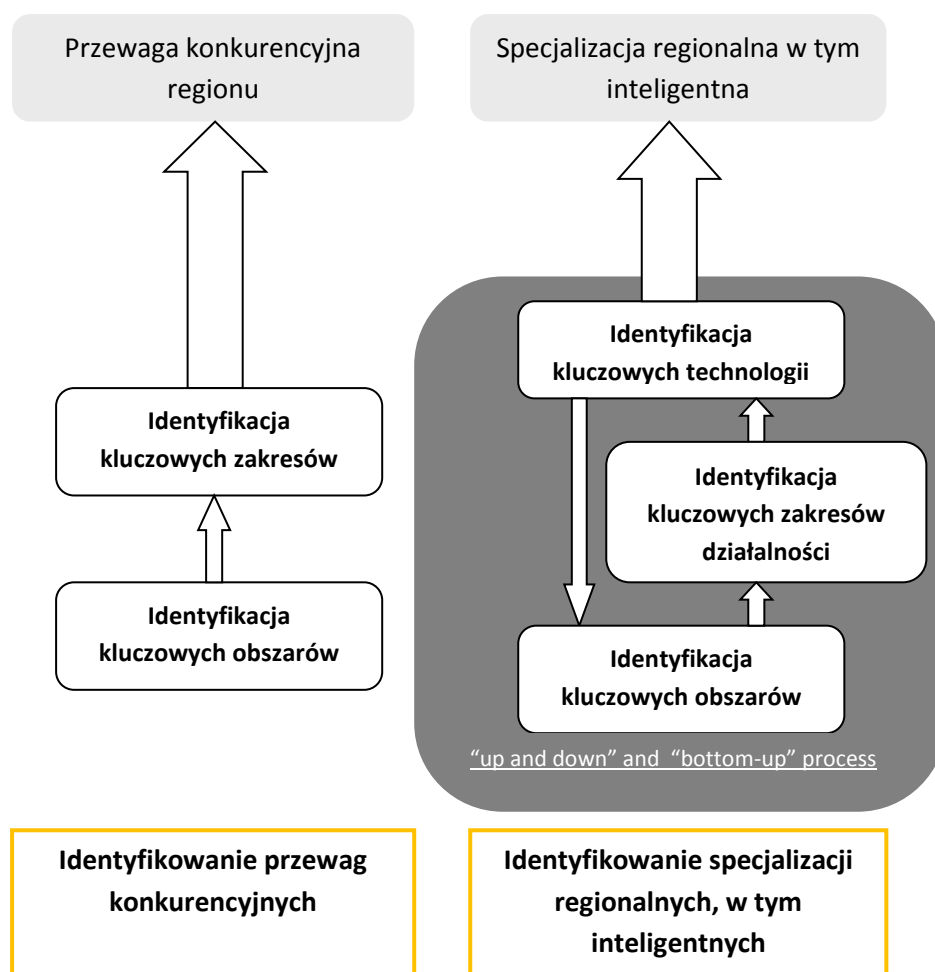 Przewaga konkurencyjna
regionu
Specjalizacja regionalna w tym
inteligentna
Identyfikacja
kluczowych zakresów
Identyfikacja
kluczowych obszarów
Identyfikacja
kluczowych technologii
Identyfikacja
kluczowych zakresów
działalności
Identyfikacja
kluczowych obszarów
“up and down” and “bottom-up” process
Identyfikowanie przewag
konkurencyjnych
Identyfikowanie specjalizacji
regionalnych, w tym
inteligentnych